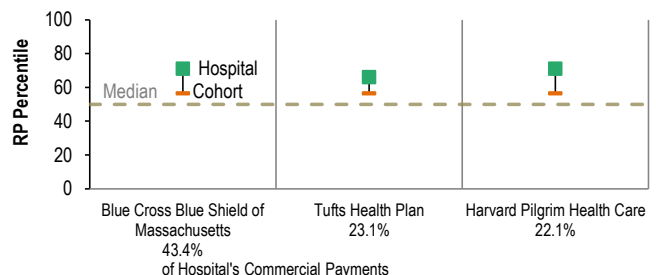 RP Percentile
100
80
60
40
20
0
Median
Hospital
Cohort
Blue Cross Blue Shield of
Massachusetts
43.4%
of Hospital's Commercial Payments
Tufts Health Plan
23.1%
Harvard Pilgrim Health Care
22.1%